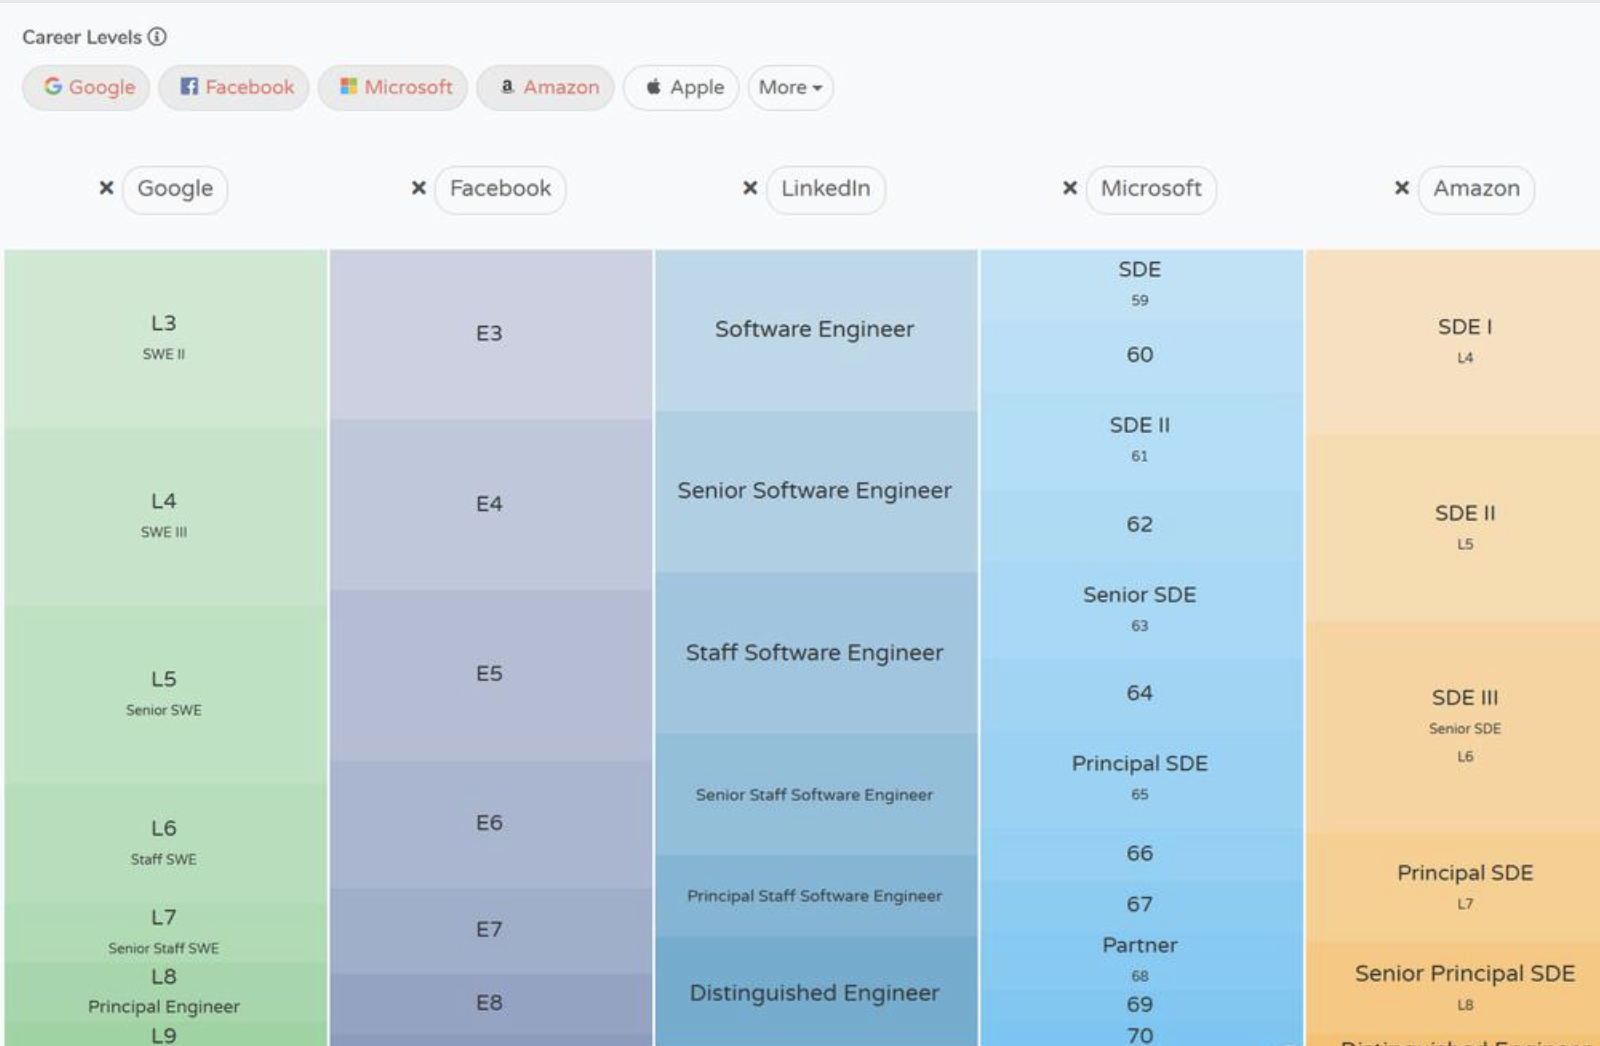 Career Levels
Google Facebook Microsoft Amazon Apple More
Google Facebook LinkedIn Microsoft Amazon
L3
SWE II
L4
SWE III
L5
Senior SWE
L6
Staff SWE
L7
Senior Staff SWE
L8
Principal Engineer
L9
E3
E4
E5
E6
E7
E8
Software Engineer
Senior Software Engineer
Staff Software Engineer
Senior Staff Software Engineer
Principal Staff Software Engineer
Distinguished Engineer
SDE
59
60
SDE II
61
62
Senior SDE
63
64
Principal SDE
65
66
67
Partner
68
69
70
SDE I
L4
SDE II
L5
SDE III
Senior SDE
L6
Principal SDE
L7
Senior Principal SDE
L8
Distinguished Engineer